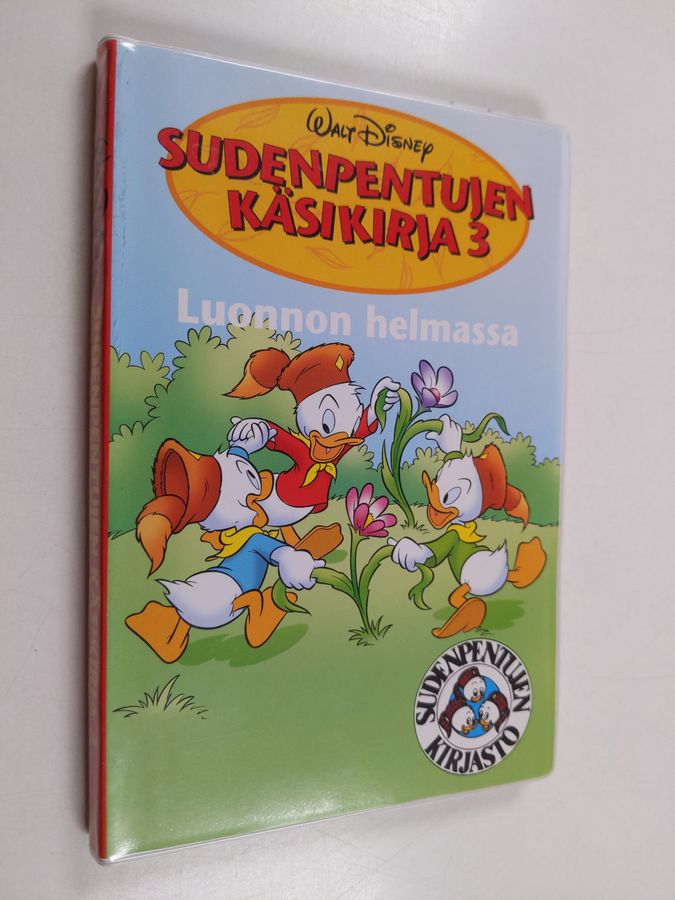 WALT DISNEY
SUDENPENTUJEN
KÄSIKIRJA 3
Luonnon helmassa
SUDENPENTUJEN
KIRJASTO